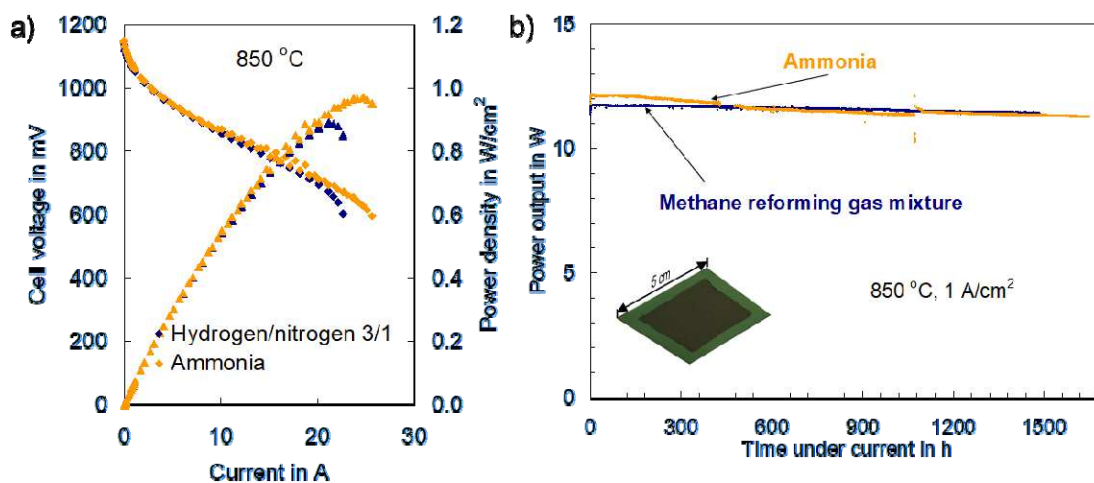 a)
850 °C
Cell voltage in mV
1200
1000
800
600
400
200
0
1.2
1.0
0.8
0.6
0.4
0.2
0.0
Power density in W/cm²
Hydrogen/nitrogen 3/1
Ammonia
0 10 20 30
Current in A
b)
Power output in W
15
10
5
0
Ammonia
Methane reforming gas mixture
5 cm
850 °C, 1 A/cm²
0 300 600 900 1200 1500
Time under current in h